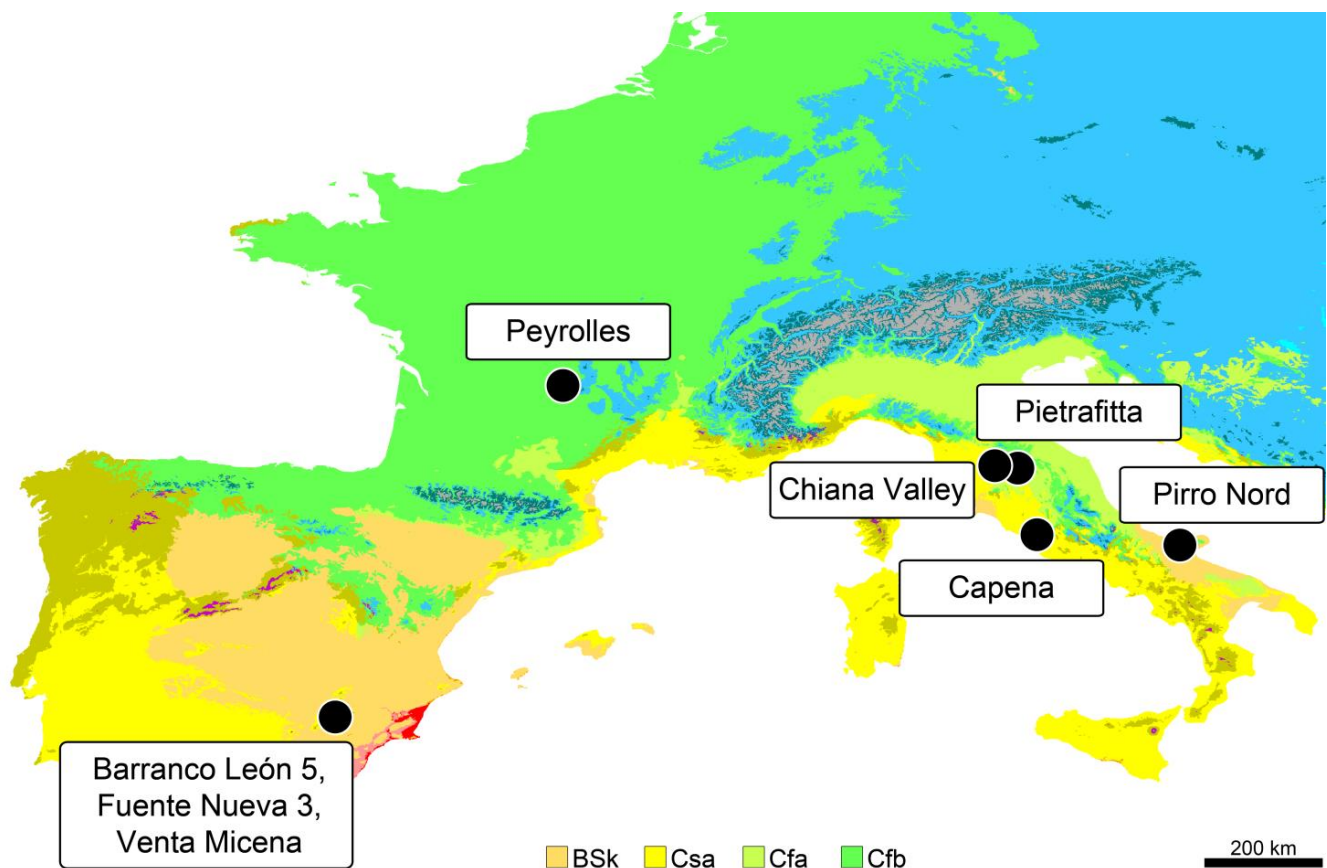 Peyrolles
Pietrafitta
Chiana Valley
Pirro Nord
Capena
Barranco León 5,
Fuente Nueva 3,
Venta Micena
BSk Csa Cfa Cfb
200 km